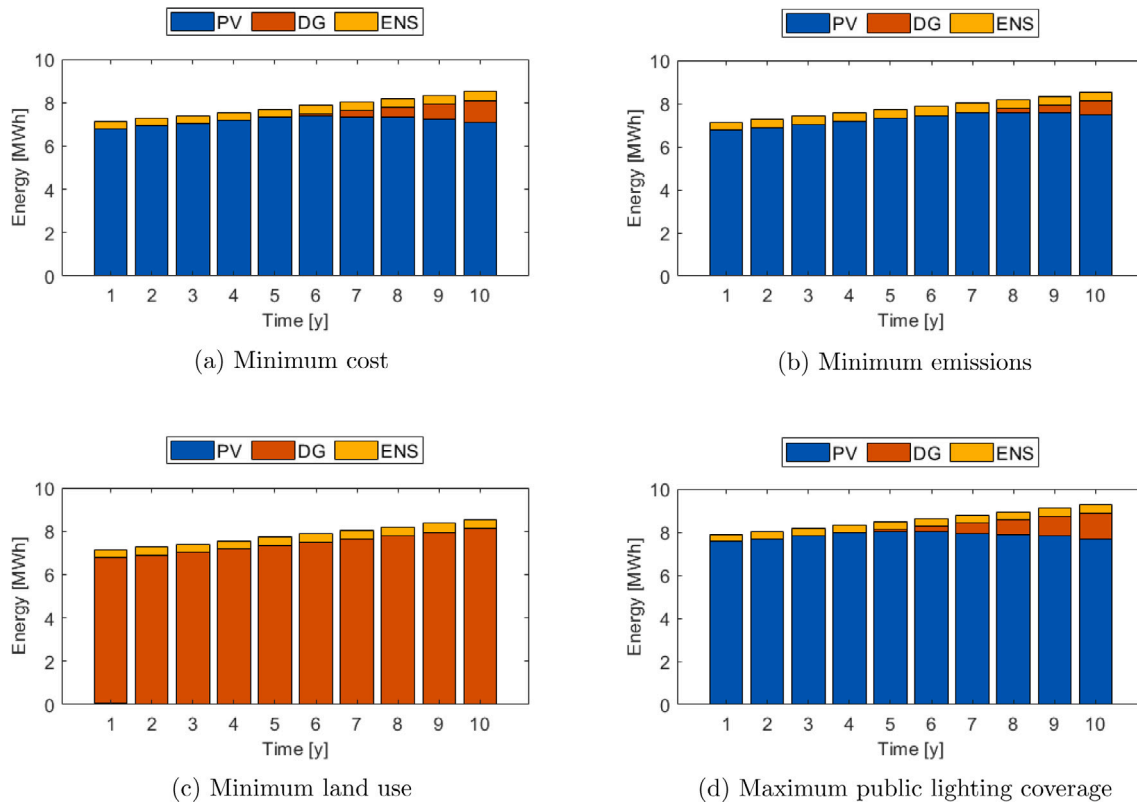 PV DG ENS
10
8
6
4
2
0
Energy [MWh]
1 2 3 4 5 6 7 8 9 10
Time [y]
(a) Minimum cost
PV DG ENS
10
8
6
4
2
0
Energy [MWh]
1 2 3 4 5 6 7 8 9 10
Time [y]
(b) Minimum emissions
PV DG ENS
10
8
6
4
2
0
Energy [MWh]
1 2 3 4 5 6 7 8 9 10
Time [y]
(c) Minimum land use
PV DG ENS
10
8
6
4
2
0
Energy [MWh]
1 2 3 4 5 6 7 8 9 10
Time [y]
(d) Maximum public lighting coverage